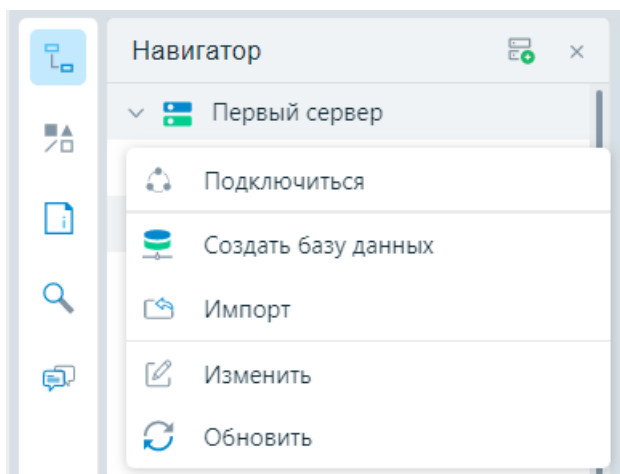 Навигатор
Первый сервер
Подключиться
Создать базу данных
Импорт
Изменить
Обновить